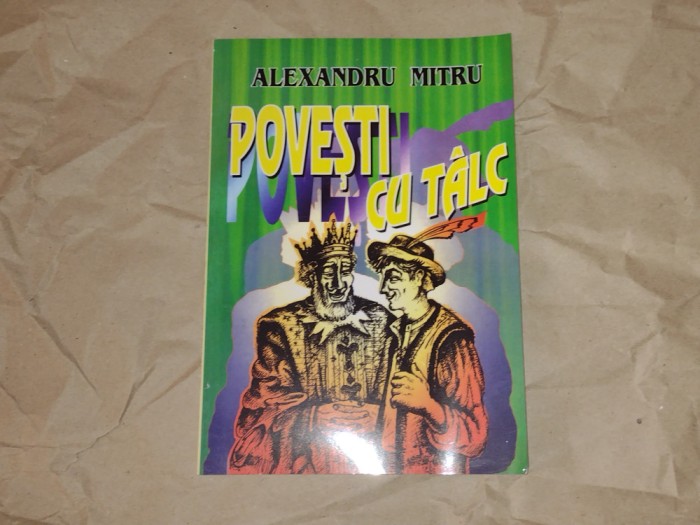 ALEXANDRU MITRU
POVEȘTI
CU TÂLC